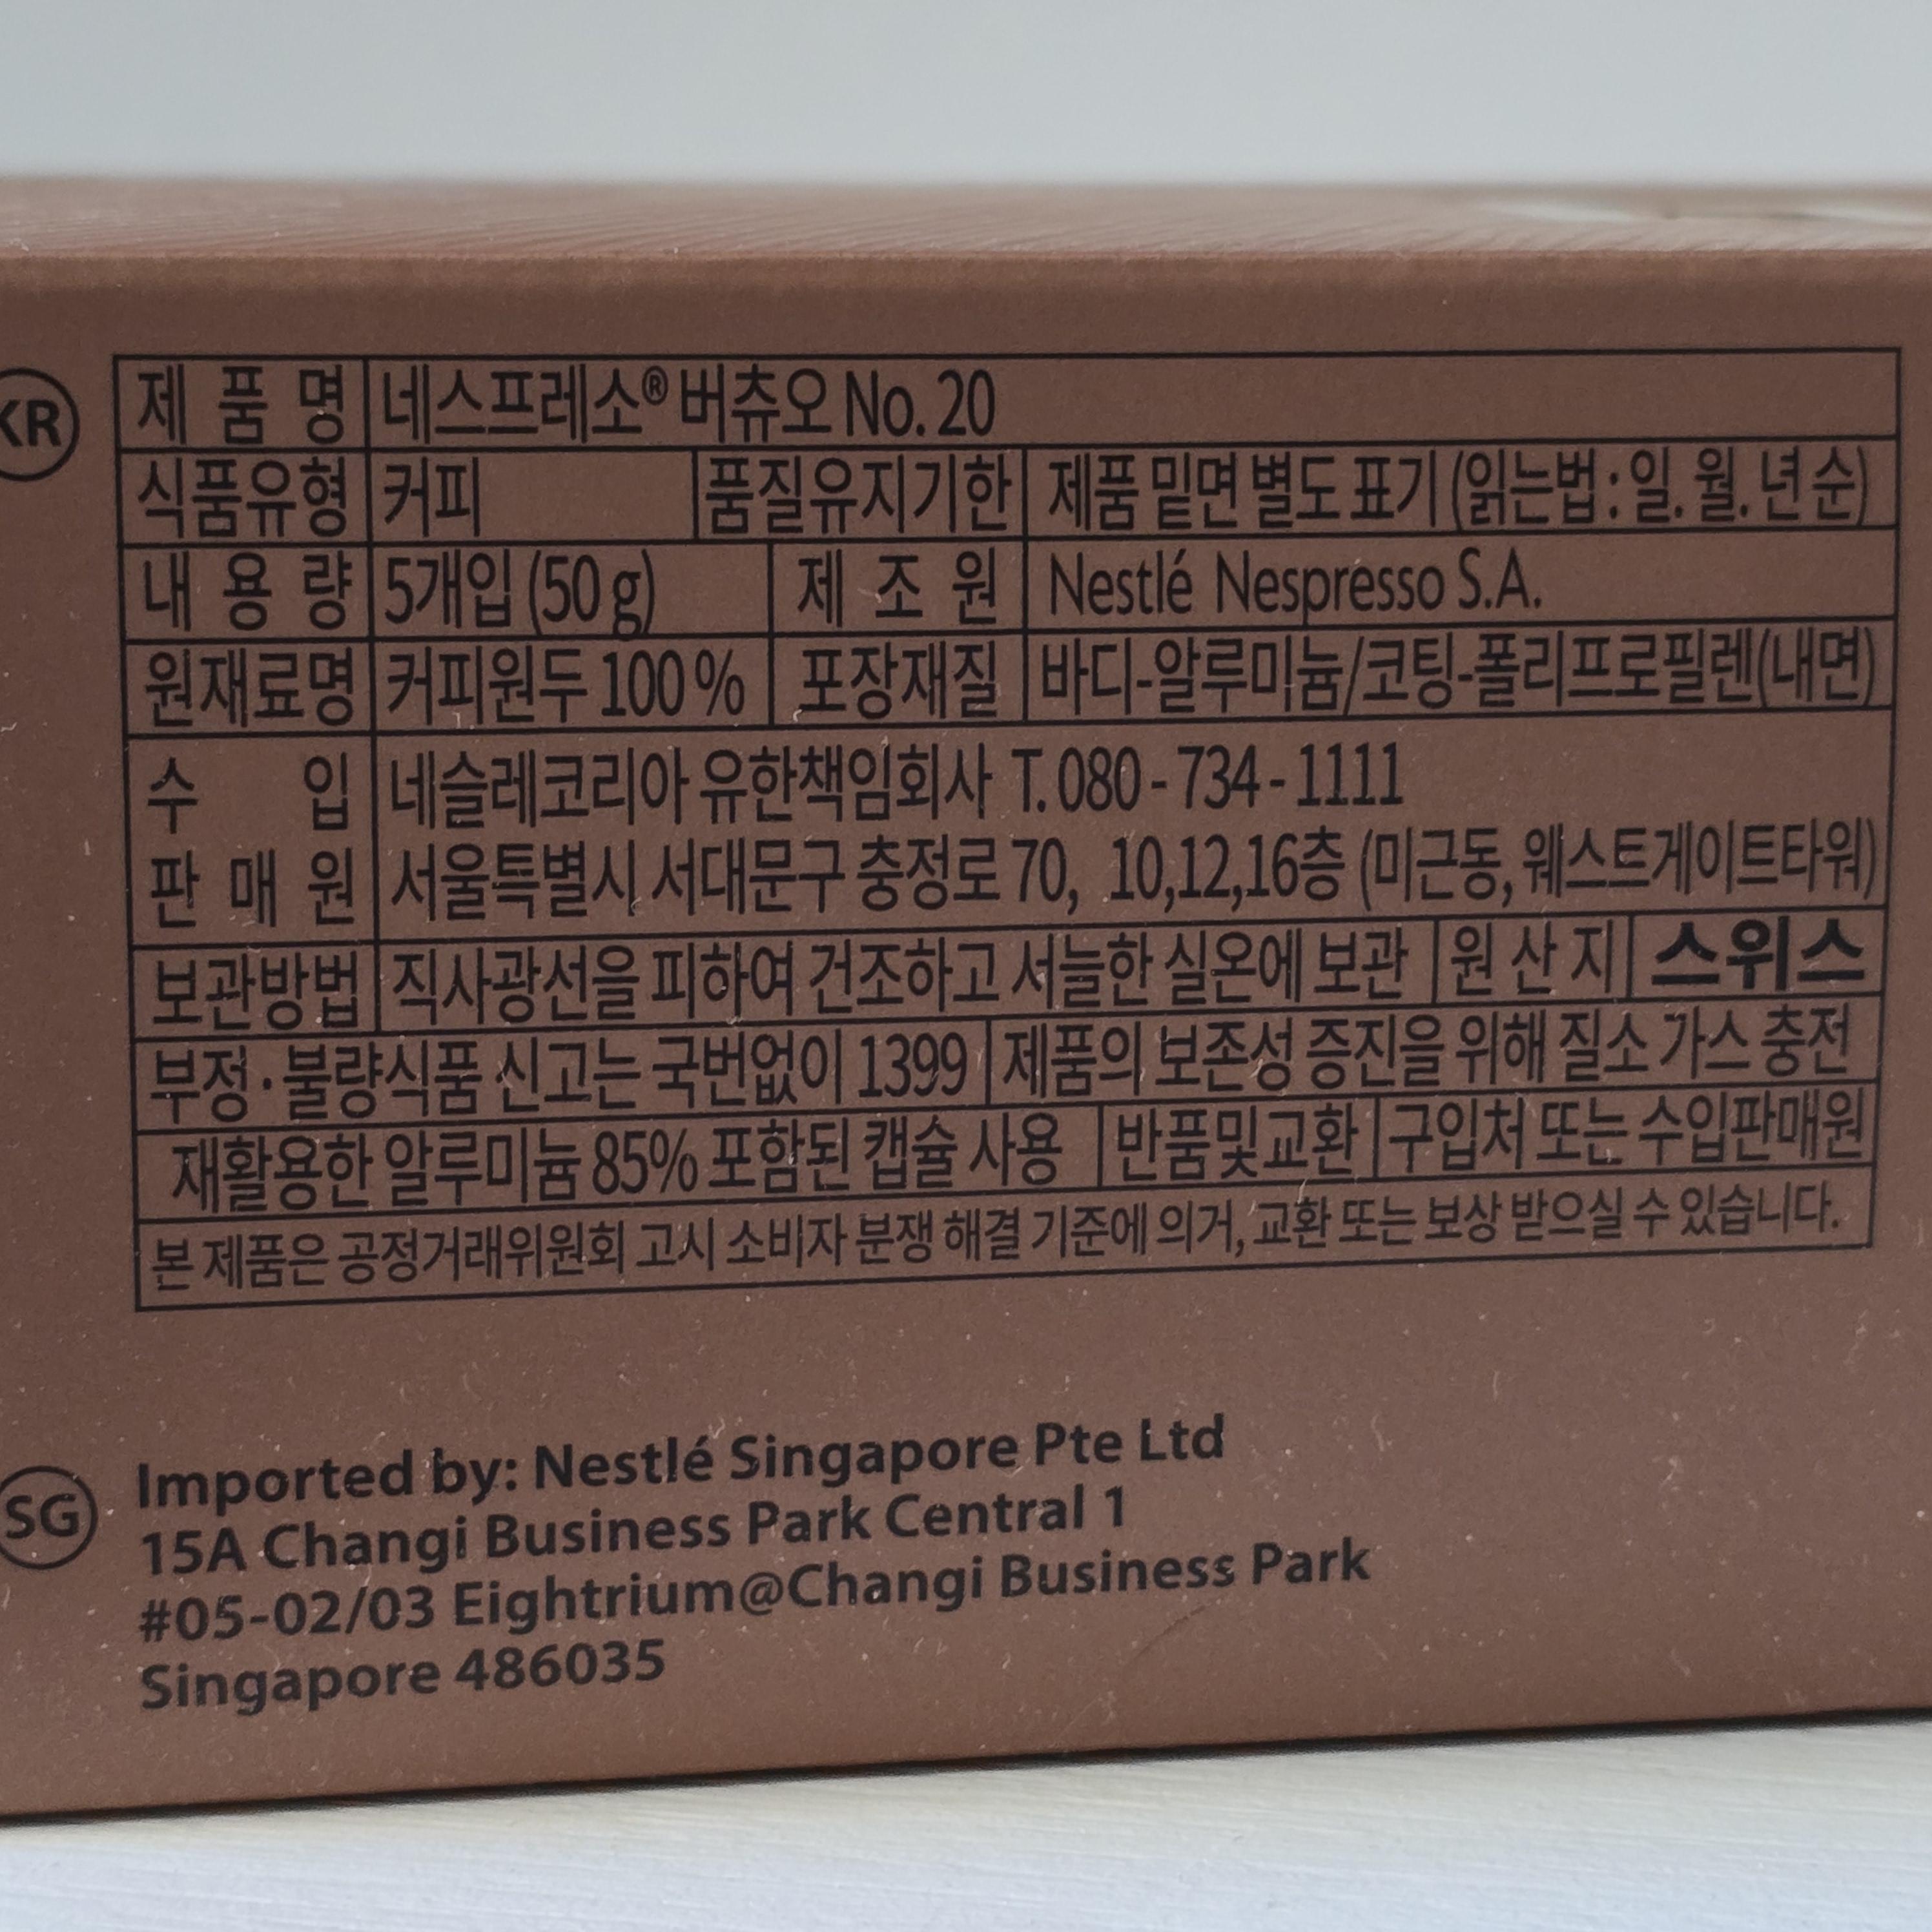 KR
제 품 명 네스프레소® 버츄오 No. 20
식품유형 커피 품질유지기한 제품 밑면 별도 표기 (읽는법 : 일. 월. 년 순)
내 용 량 5개입 (50 g) 제 조 원 Nestlé Nespresso S.A.
원재료명 커피원두 100 % 포장재질 바디-알루미늄/코팅-폴리프로필렌(내면)
수 입 네슬레코리아 유한책임회사 T. 080 - 734 - 1111
판 매 원 서울특별시 서대문구 충정로 70, 10,12,16층 (미근동, 웨스트게이트타워)
보관방법 직사광선을 피하여 건조하고 서늘한 실온에 보관 원 산 지 스위스
부정·불량식품 신고는 국번없이 1399 제품의 보존성 증진을 위해 질소 가스 충전
재활용한 알루미늄 85% 포함된 캡슐 사용 반품및교환 구입처 또는 수입판매원
본 제품은 공정거래위원회 고시 소비자 분쟁 해결 기준에 의거, 교환 또는 보상 받으실 수 있습니다.
SG
Imported by: Nestlé Singapore Pte Ltd
15A Changi Business Park Central 1
#05-02/03 Eightrium@Changi Business Park
Singapore 486035